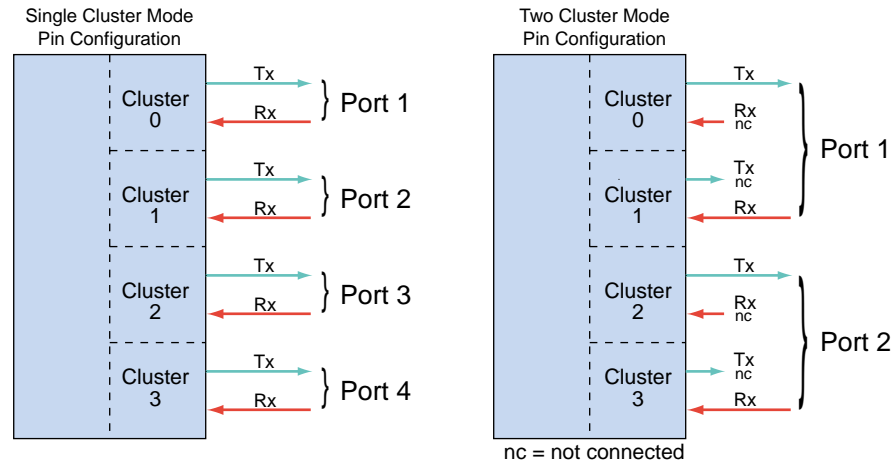 Single Cluster Mode
Pin Configuration
Cluster
0
Tx
Rx
Port 1
Cluster
1
Tx
Rx
Port 2
Cluster
2
Tx
Rx
Port 3
Cluster
3
Tx
Rx
Port 4
Two Cluster Mode
Pin Configuration
Cluster
0
Tx
Rx
nc
Cluster
1
Tx
nc
Rx
Port 1
Cluster
2
Tx
Rx
nc
Cluster
3
Tx
nc
Rx
Port 2
nc = not connected